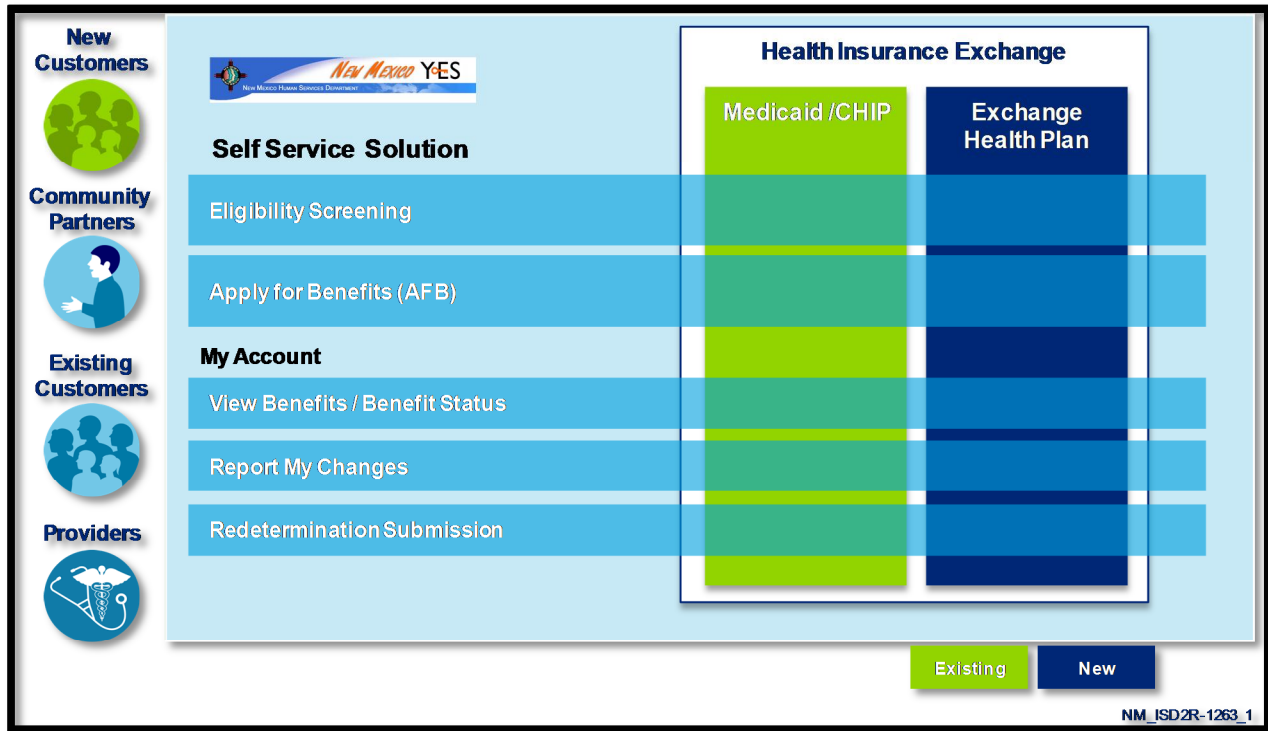 New
Customers
Community
Partners
Existing
Customers
Providers
NEW MEXICO YES
NEW MEXICO HUMAN SERVICES DEPARTMENT
Self Service Solution
Eligibility Screening
Apply for Benefits (AFB)
My Account
View Benefits / Benefit Status
Report My Changes
Redetermination Submission
Health Insurance Exchange
Medicaid /CHIP
Exchange
Health Plan
Existing
New
NM_ISD2R-1263_1